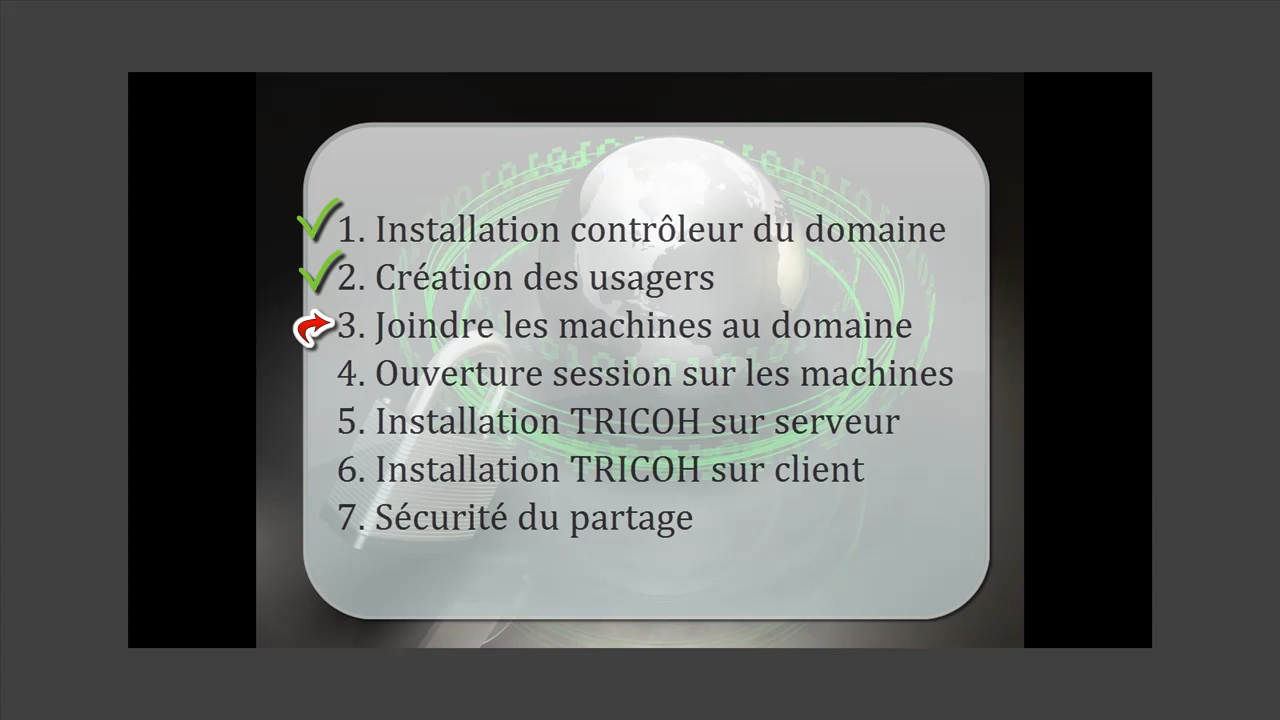 1. Installation contrôleur du domaine
2. Création des usagers
3. Joindre les machines au domaine
4. Ouverture session sur les machines
5. Installation TRICOH sur serveur
6. Installation TRICOH sur client
7. Sécurité du partage